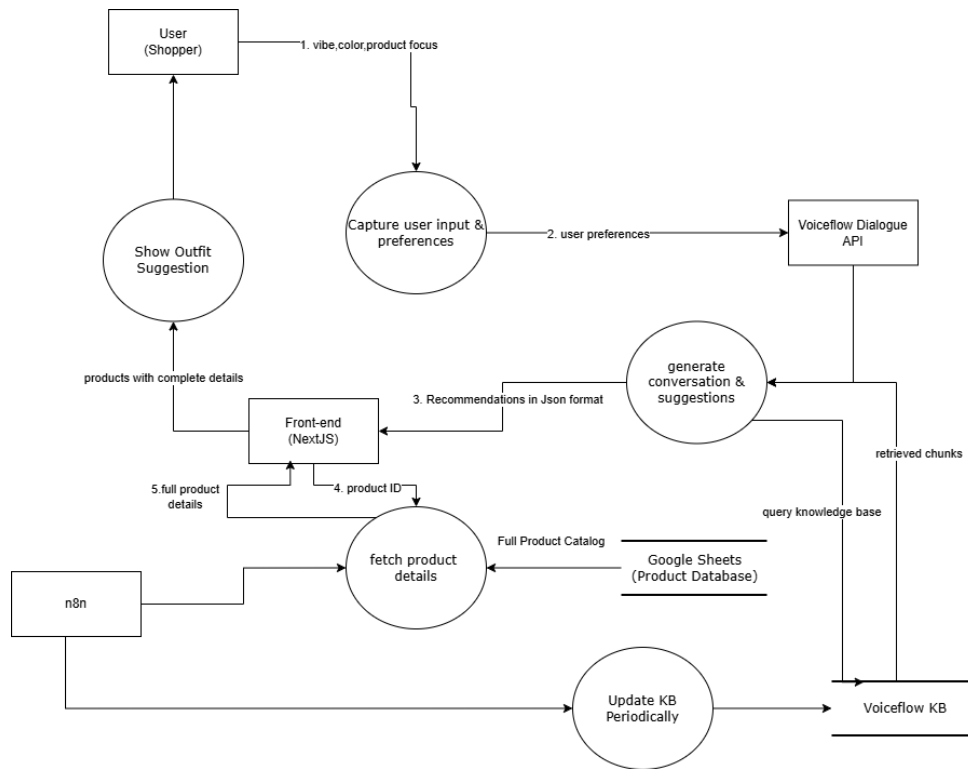 User
(Shopper)
1. vibe,color,product focus
Capture user input &
preferences
2. user preferences
Voiceflow Dialogue
API
Show Outfit
Suggestion
generate
conversation &
suggestions
products with complete details
3. Recommendations in Json format
Front-end
(NextJS)
retrieved chunks
5.full product
details
4. product ID
query knowledge base
fetch product
details
Full Product Catalog
Google Sheets
(Product Database)
n8n
Update KB
Periodically
Voiceflow KB